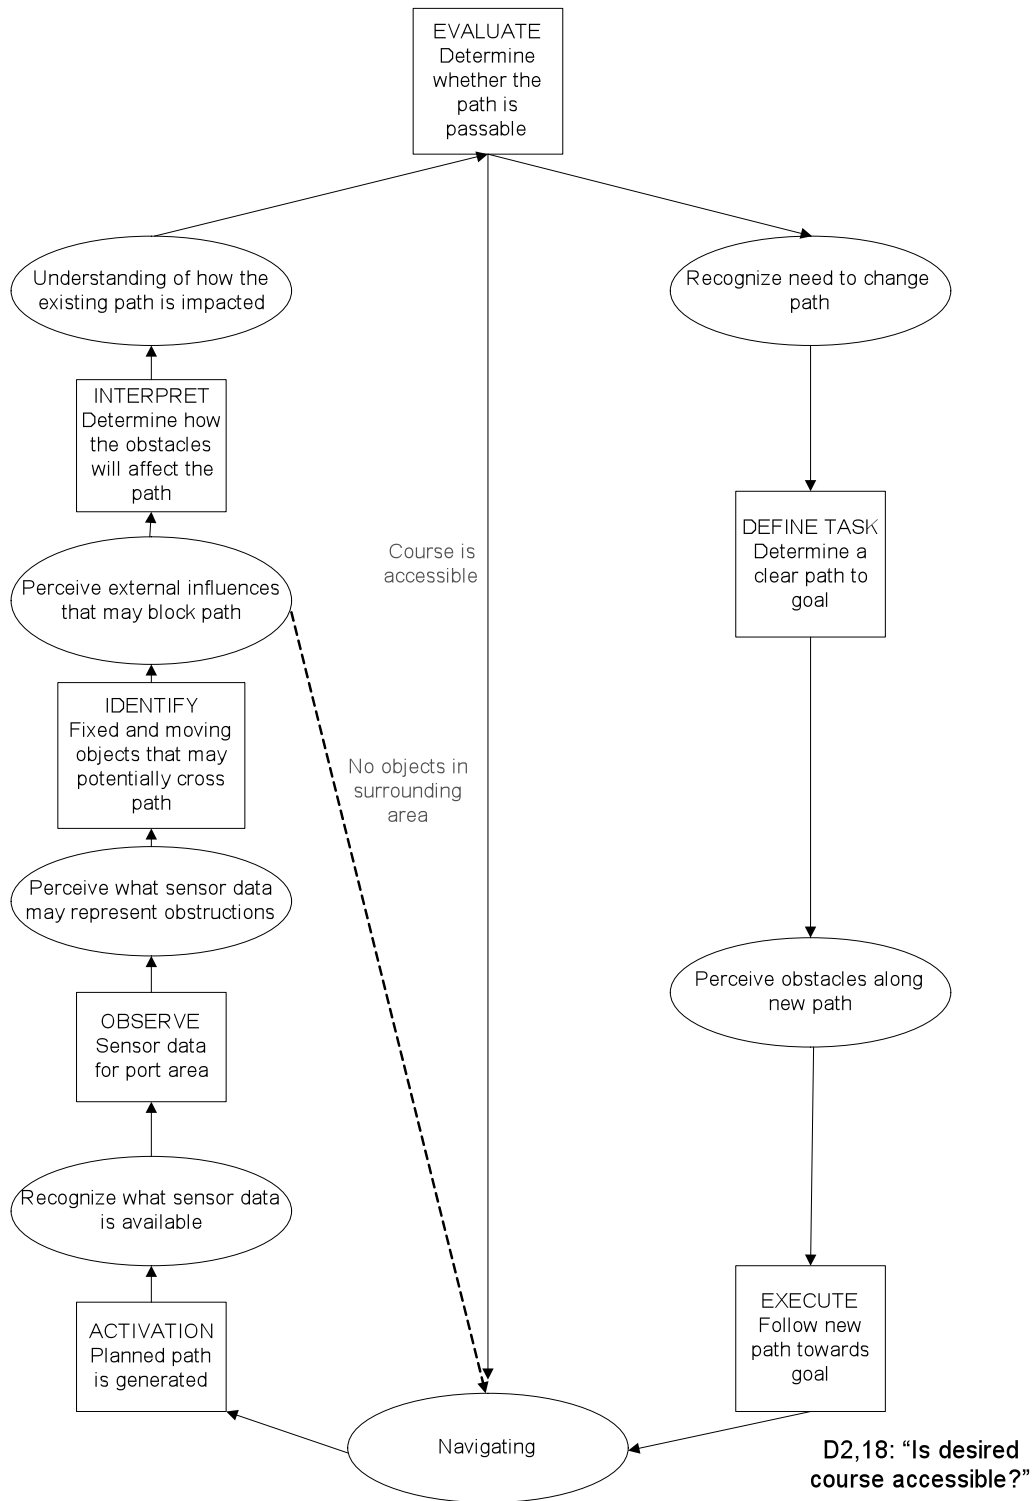 EVALUATE
Determine
whether the
path is
passable
Understanding of how the
existing path is impacted
Recognize need to change
path
INTERPRET
Determine how
the obstacles
will affect the
path
DEFINE TASK
Determine a
clear path to
goal
Course is
accessible
Perceive external influences
that may block path
IDENTIFY
Fixed and moving
objects that may
potentially cross
path
No objects in
surrounding
area
Perceive what sensor data
may represent obstructions
Perceive obstacles along
new path
OBSERVE
Sensor data
for port area
Recognize what sensor data
is available
EXECUTE
Follow new
path towards
goal
ACTIVATION
Planned path
is generated
Navigating
D2,18: “Is desired
course accessible?”